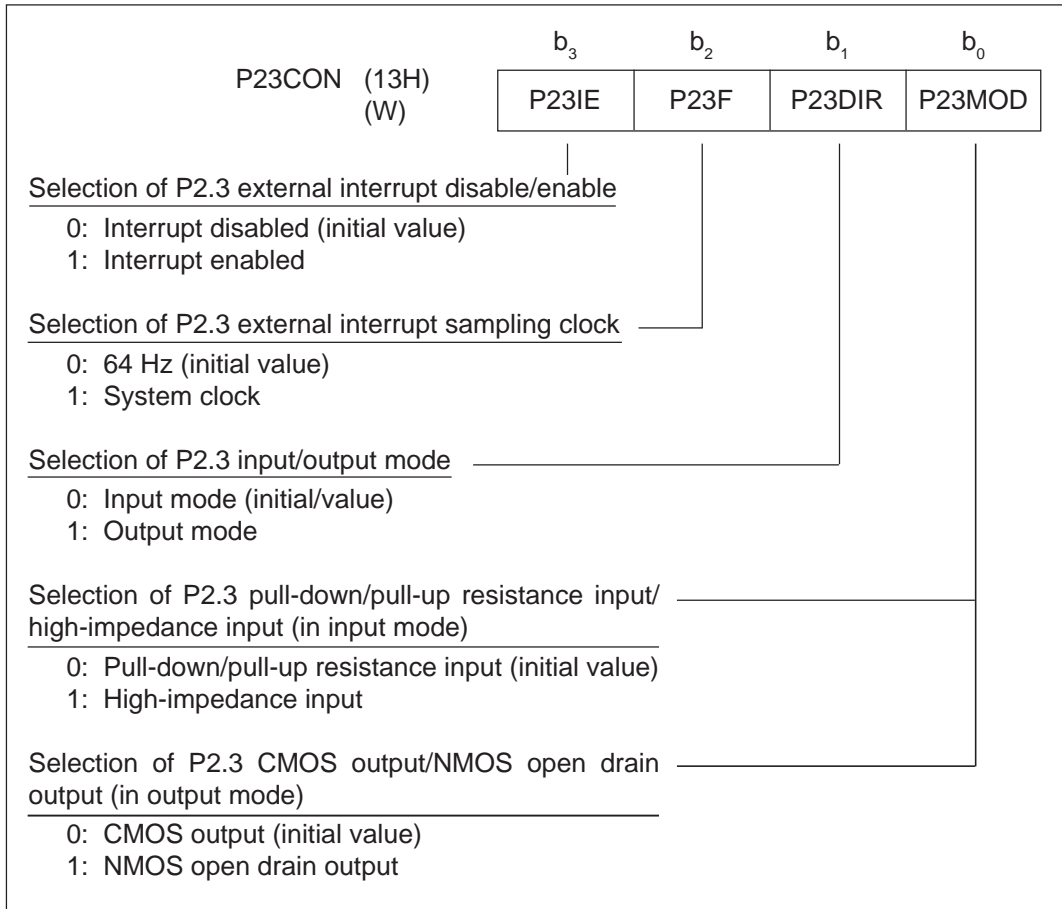 b3 b2 b1 b0
P23CON (13H)
(W)
P23IE P23F P23DIR P23MOD
Selection of P2.3 external interrupt disable/enable
0: Interrupt disabled (initial value)
1: Interrupt enabled
Selection of P2.3 external interrupt sampling clock
0: 64 Hz (initial value)
1: System clock
Selection of P2.3 input/output mode
0: Input mode (initial/value)
1: Output mode
Selection of P2.3 pull-down/pull-up resistance input/
high-impedance input (in input mode)
0: Pull-down/pull-up resistance input (initial value)
1: High-impedance input
Selection of P2.3 CMOS output/NMOS open drain
output (in output mode)
0: CMOS output (initial value)
1: NMOS open drain output